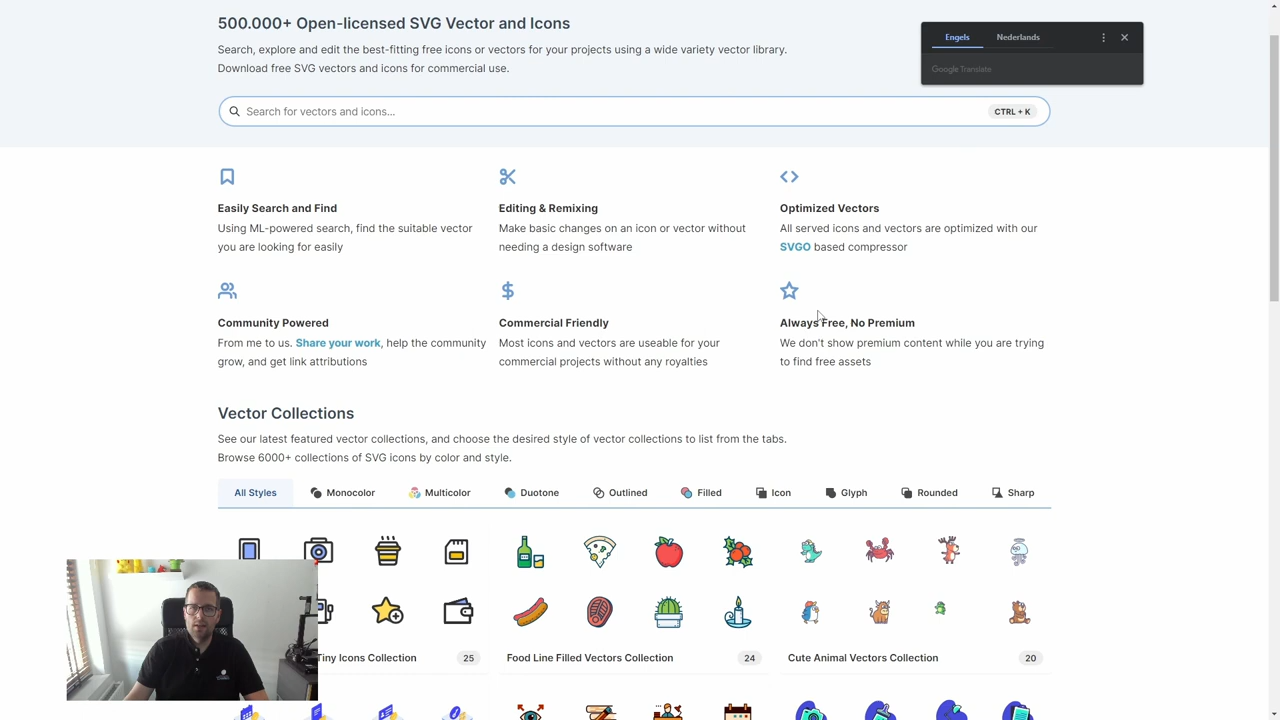 500.000+ Open-licensed SVG Vector and Icons
Search, explore and edit the best-fitting free icons or vectors for your projects using a wide variety vector library.
Download free SVG vectors and icons for commercial use.
Engels Nederlands
Google Translate
Search for vectors and icons... CTRL + K
Easily Search and Find
Using ML-powered search, find the suitable vector
you are looking for easily
Editing & Remixing
Make basic changes on an icon or vector without
needing a design software
Optimized Vectors
All served icons and vectors are optimized with our
SVGO based compressor
Community Powered
From me to us. Share your work, help the community
grow, and get link attributions
Commercial Friendly
Most icons and vectors are useable for your
commercial projects without any royalties
Always Free, No Premium
We don't show premium content while you are trying
to find free assets
Vector Collections
See our latest featured vector collections, and choose the desired style of vector collections to list from the tabs.
Browse 6000+ collections of SVG icons by color and style.
All Styles Monocolor Multicolor Duotone Outlined Filled Icon Glyph Rounded Sharp
Tiny Icons Collection 25
Food Line Filled Vectors Collection 24
Cute Animal Vectors Collection 20